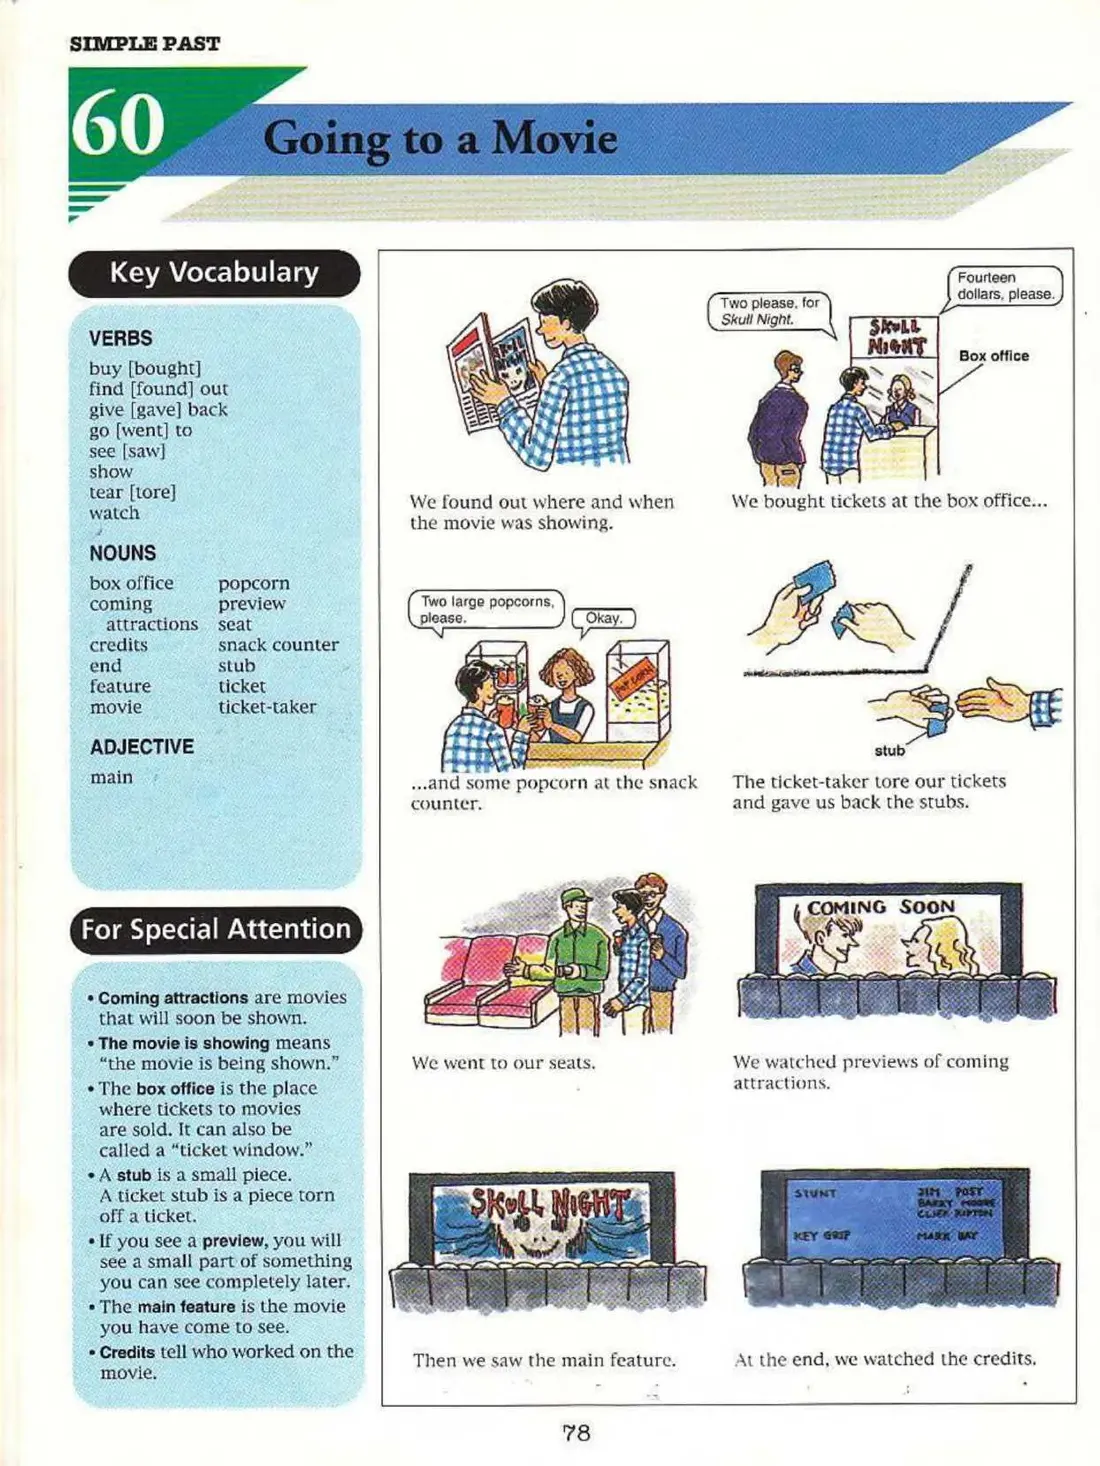 SIMPLE PAST
60
Going to a Movie
Key Vocabulary
VERBS
buy [bought]
find [found] out
give [gave] back
go [went] to
see [saw]
show
tear [tore]
watch
NOUNS
box office
coming
attractions
credits
end
feature
movie
popcorn
preview
seat
snack counter
stub
ticket
ticket-taker
ADJECTIVE
main
For Special Attention
• Coming attractions are movies
that will soon be shown.
• The movie is showing means
"the movie is being shown."
• The box office is the place
where tickets to movies
are sold. It can also be
called a "ticket window."
• A stub is a small piece.
A ticket stub is a piece torn
off a ticket.
• If you see a preview, you will
see a small part of something
you can see completely later.
• The main feature is the movie
you have come to see.
• Credits tell who worked on the
movie.
SKULL
NIGHT
We found out where and when
the movie was showing.
Two please, for
Skull Night.
Fourteen
dollars, please.
SKULL
NIGHT
Box office
We bought tickets at the box office...
Two large popcorns,
please.
Okay.
POPCORN
...and some popcorn at the snack
counter.
stub
The ticket-taker tore our tickets
and gave us back the stubs.
We went to our seats.
COMING SOON
We watched previews of coming
attractions.
SKULL NIGHT
Then we saw the main feature.
STUNT
JIM POST
BARRY MOORE
KEY GRIP
MARK BAY
At the end, we watched the credits.
78